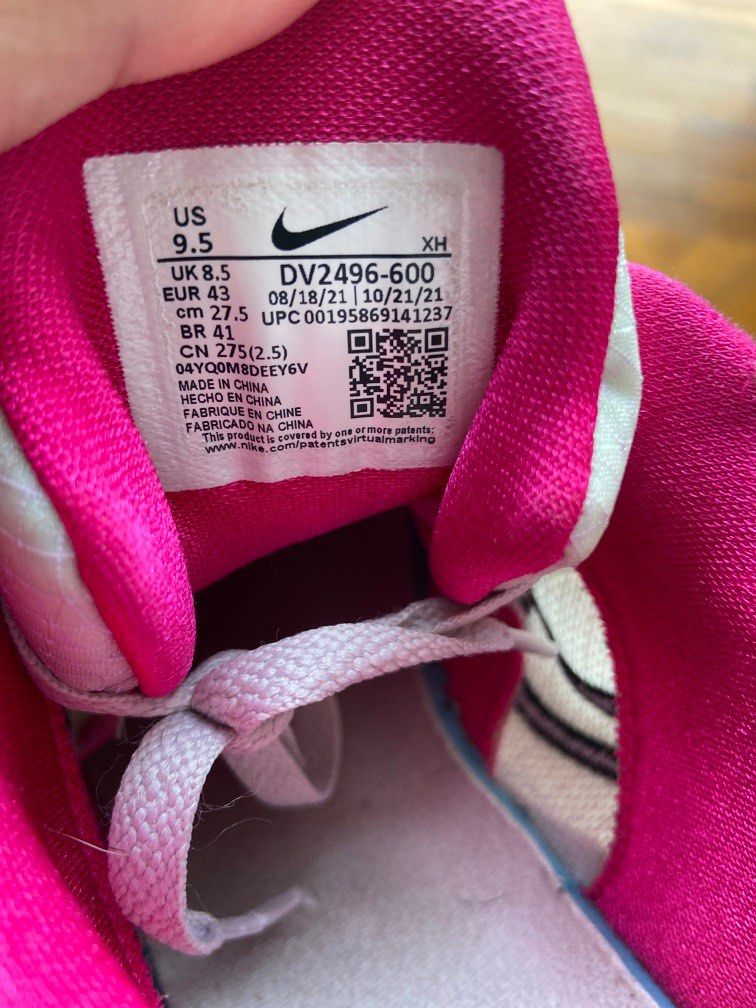 US
9.5
XH
UK 8.5
DV2496-600
EUR 43
08/18/21 | 10/21/21
cm 27.5
UPC 00195869141237
BR 41
CN 275(2.5)
04YQ0M8DEEY6V
MADE IN CHINA
HECHO EN CHINA
FABRIQUE EN CHINE
FABRICADO NA CHINA
This product is covered by one or more patents:
www.nike.com/patentsvirtualmarking